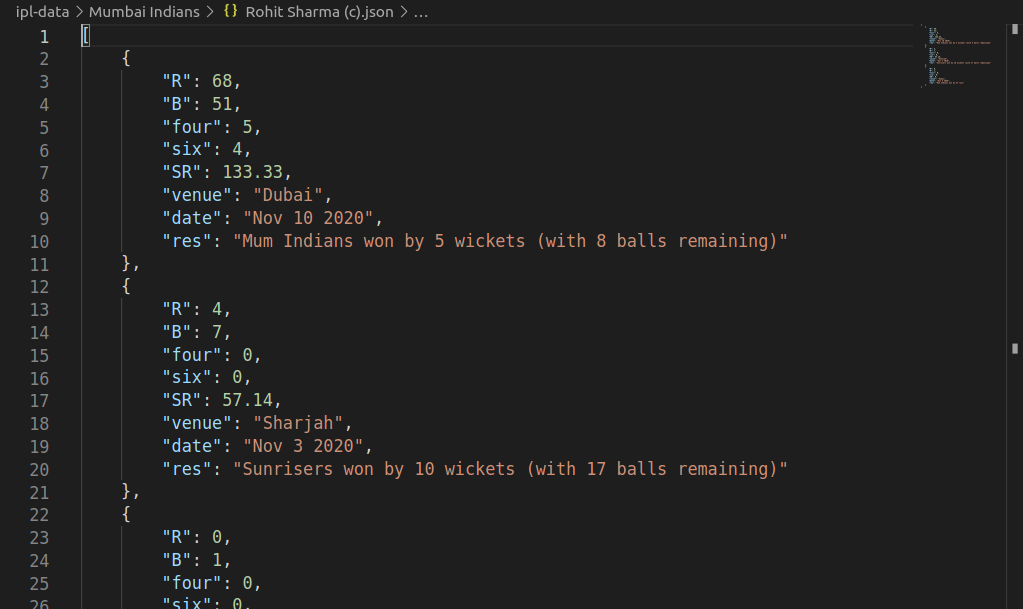 ipl-data > Mumbai Indians > {} Rohit Sharma (c).json > ...
1 [
2 {
3 "R": 68,
4 "B": 51,
5 "four": 5,
6 "six": 4,
7 "SR": 133.33,
8 "venue": "Dubai",
9 "date": "Nov 10 2020",
10 "res": "Mum Indians won by 5 wickets (with 8 balls remaining)"
11 },
12 {
13 "R": 4,
14 "B": 7,
15 "four": 0,
16 "six": 0,
17 "SR": 57.14,
18 "venue": "Sharjah",
19 "date": "Nov 3 2020",
20 "res": "Sunrisers won by 10 wickets (with 17 balls remaining)"
21 },
22 {
23 "R": 0,
24 "B": 1,
25 "four": 0,
26 "six": 0,